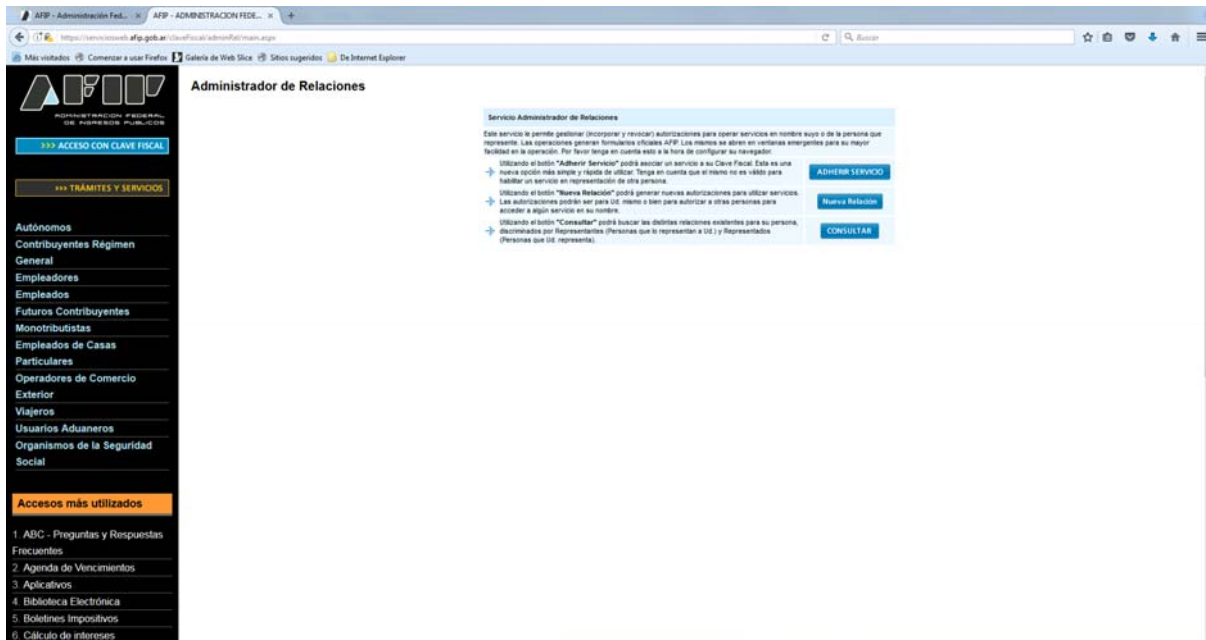 AFIP - Administración Fed...
AFIP - ADMINISTRACION FEDE...
https://serviciosweb.afip.gob.ar/claveFiscal/adminRel/main.aspx
Buscar
Más visitados
Comenzar a usar Firefox
Galería de Web Slice
Sitios sugeridos
De Internet Explorer
AFIP
ADMINISTRACION FEDERAL
DE INGRESOS PUBLICOS
>>> ACCESO CON CLAVE FISCAL
>>> TRÁMITES Y SERVICIOS
Autónomos
Contribuyentes Régimen
General
Empleadores
Empleados
Futuros Contribuyentes
Monotributistas
Empleados de Casas
Particulares
Operadores de Comercio
Exterior
Viajeros
Usuarios Aduaneros
Organismos de la Seguridad
Social
Accesos más utilizados
1. ABC - Preguntas y Respuestas
Frecuentes
2. Agenda de Vencimientos
3. Aplicativos
4. Biblioteca Electrónica
5. Boletines Impositivos
6. Cálculo de intereses
Administrador de Relaciones
Servicio Administrador de Relaciones
Este servicio le permite gestionar (incorporar y revocar) autorizaciones para operar servicios en nombre suyo o de la persona que
represente. Las operaciones generan formularios oficiales AFIP. Los mismos se abren en ventanas emergentes para su mayor
facilidad en la operación. Por favor tenga en cuenta esto a la hora de configurar su navegador.
Utilizando el botón "Adherir Servicio" podrá asociar un servicio a su Clave Fiscal. Esta es una
nueva opción más simple y rápida de utilizar. Tenga en cuenta que el mismo no es válido para
habilitar un servicio en representación de otra persona.
ADHERIR SERVICIO
Utilizando el botón "Nueva Relación" podrá generar nuevas autorizaciones para utilizar servicios.
Las autorizaciones podrán ser para Ud. mismo o bien para autorizar a otras personas para
acceder a algún servicio en su nombre.
Nueva Relación
Utilizando el botón "Consultar" podrá buscar las distintas relaciones existentes para su persona,
discriminados por Representantes (Personas que lo representan a Ud.) y Representados
(Personas que Ud. representa).
CONSULTAR